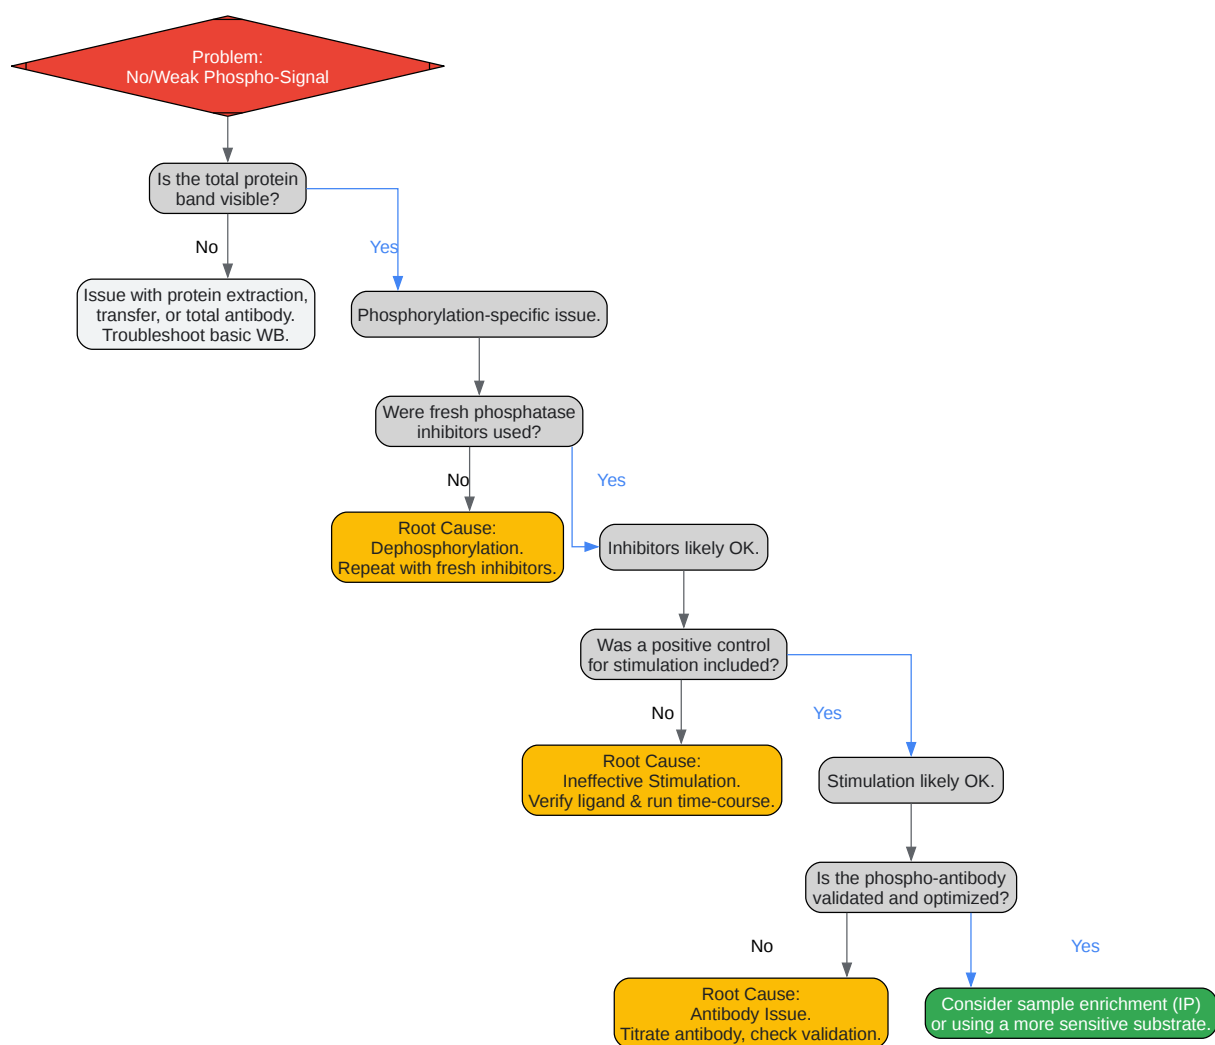 Problem:
No/Weak Phospho-Signal
Is the total protein
band visible?
No
Yes
Issue with protein extraction,
transfer, or total antibody.
Troubleshoot basic WB.
Phosphorylation-specific issue.
Were fresh phosphatase
inhibitors used?
No
Yes
Root Cause:
Dephosphorylation.
Repeat with fresh inhibitors.
Inhibitors likely OK.
Was a positive control
for stimulation included?
No
Yes
Root Cause:
Ineffective Stimulation.
Verify ligand & run time-course.
Stimulation likely OK.
Is the phospho-antibody
validated and optimized?
No
Yes
Root Cause:
Antibody Issue.
Titrate antibody, check validation.
Consider sample enrichment (IP)
or using a more sensitive substrate.